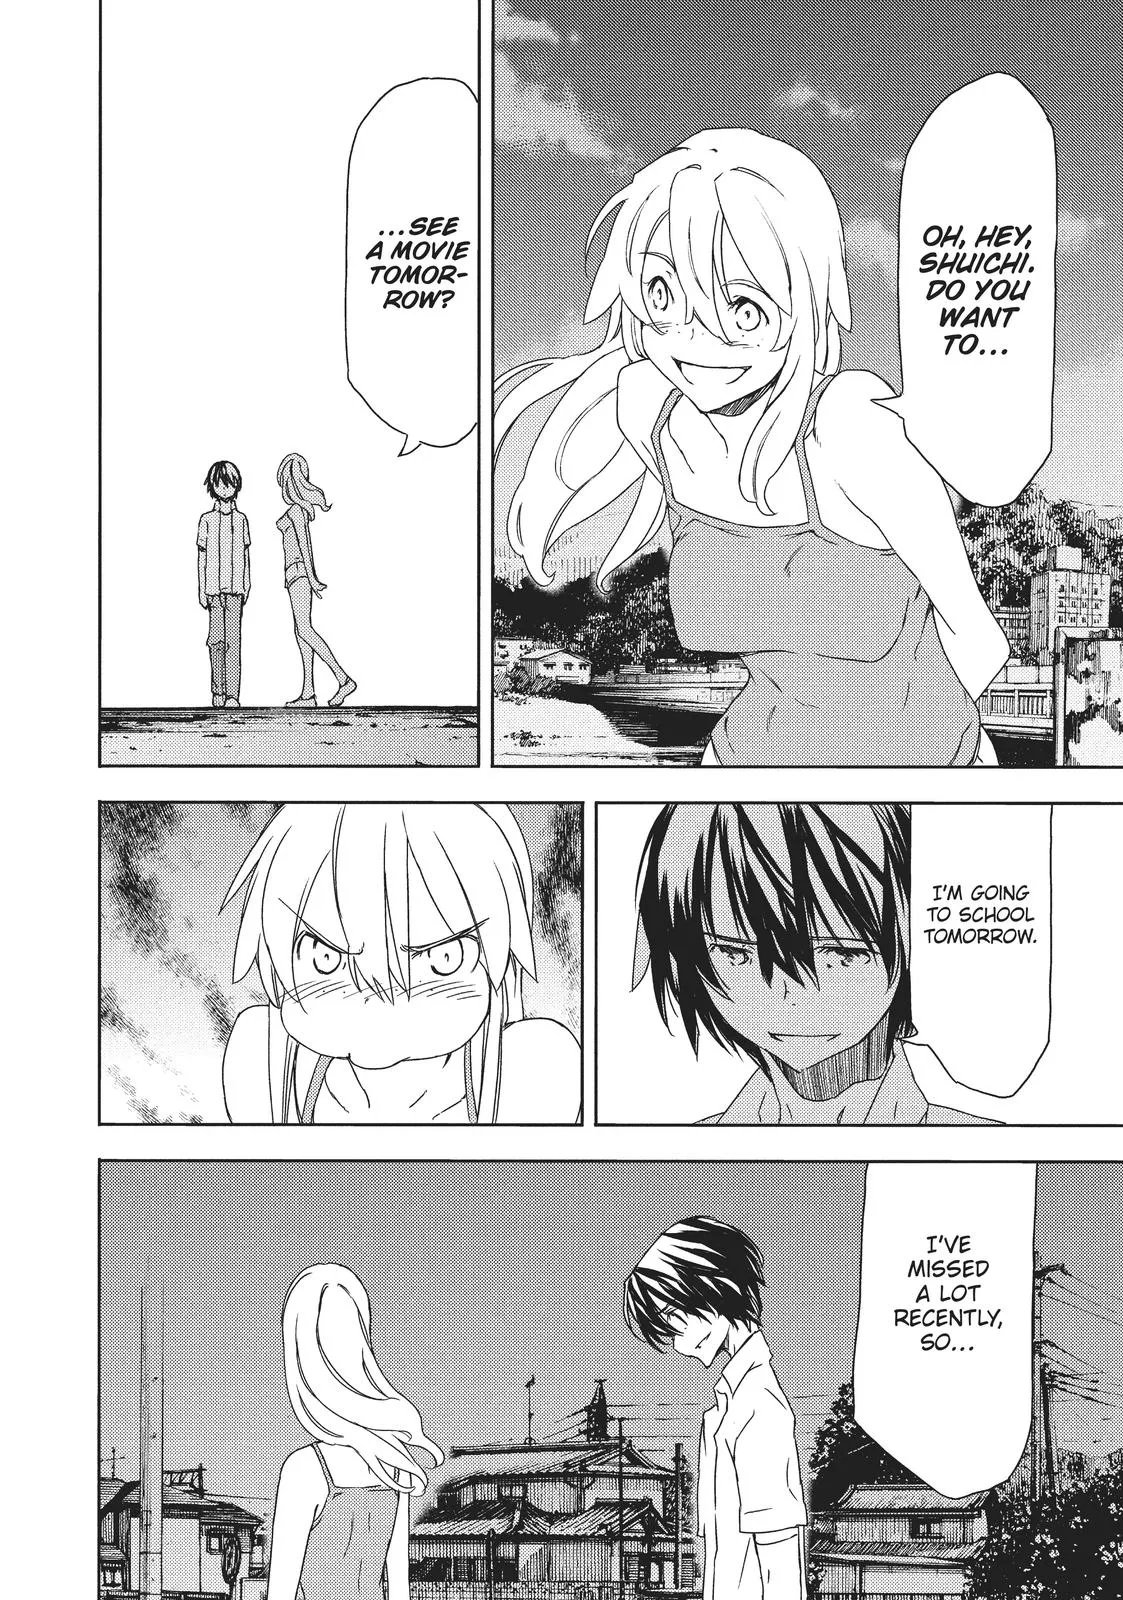 OH, HEY,
SHUICHI.
DO YOU
WANT
TO...
...SEE
A MOVIE
TOMOR-
ROW?
I'M GOING
TO SCHOOL
TOMORROW.
I'VE
MISSED
A LOT
RECENTLY,
SO...